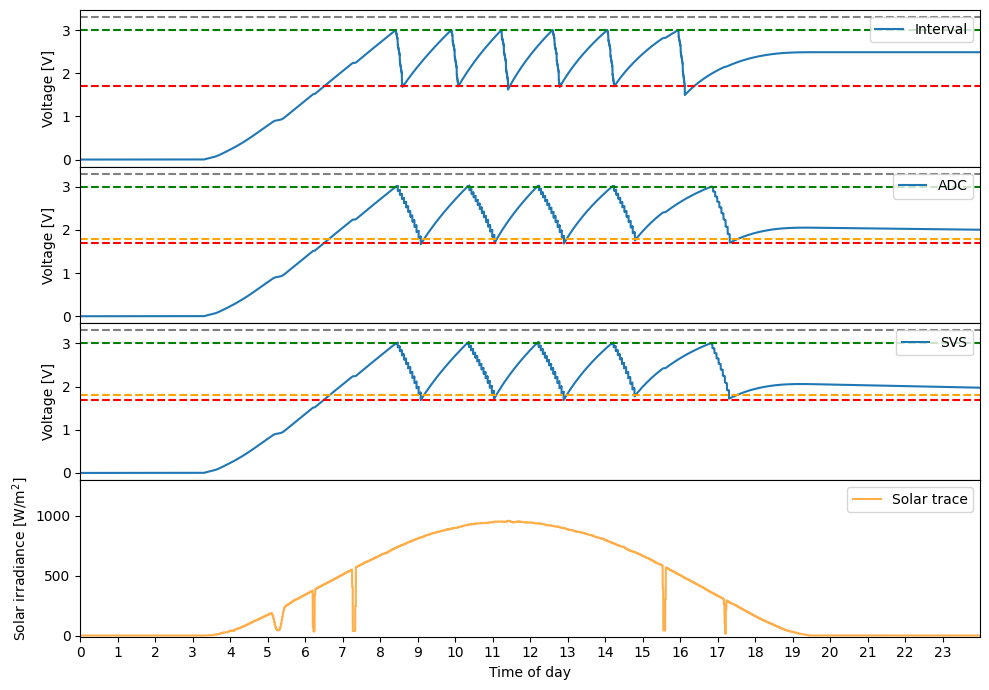 Voltage [V]
3
2
1
0
Interval
Voltage [V]
3
2
1
0
ADC
Voltage [V]
3
2
1
0
SVS
Solar irradiance [W/m²]
1000
500
0
Solar trace
0 1 2 3 4 5 6 7 8 9 10 11 12 13 14 15 16 17 18 19 20 21 22 23
Time of day